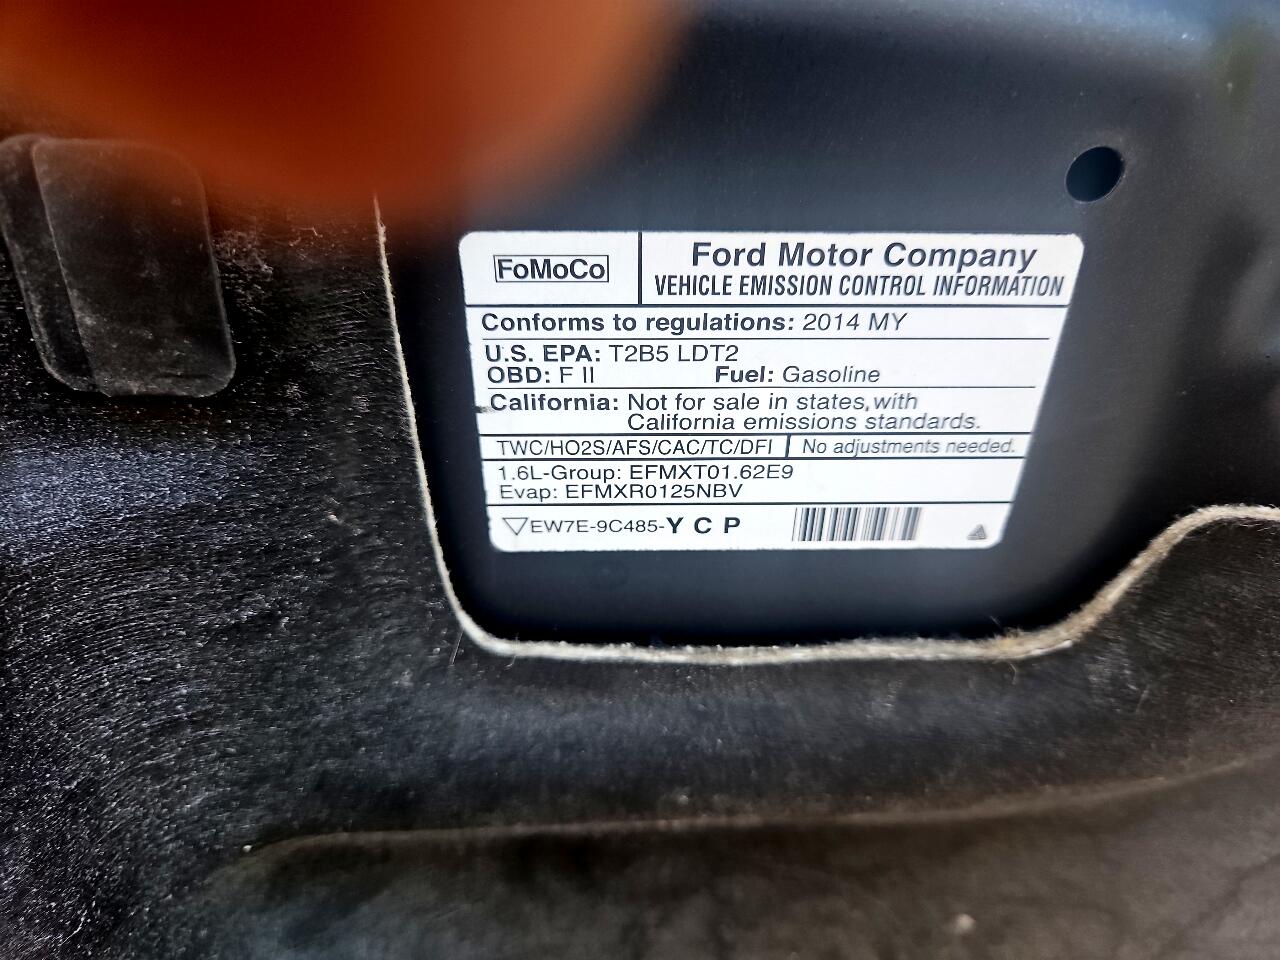 FoMoCo
Ford Motor Company
VEHICLE EMISSION CONTROL INFORMATION
Conforms to regulations: 2014 MY
U.S. EPA: T2B5 LDT2
OBD: F II Fuel: Gasoline
California: Not for sale in states, with
California emissions standards.
TWC/HO2S/AFS/CAC/TC/DFI No adjustments needed.
1.6L-Group: EFMXT01.62E9
Evap: EFMXR0125NBV
EW7E-9C485-Y C P